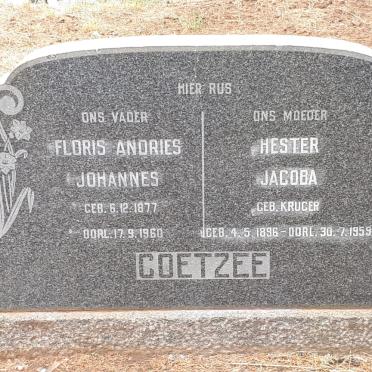 HIER RUS
ONS VADER
FLORIS ANDRIES
JOHANNES
GEB. 6.12.1877
OORL. 17.9.1960
ONS MOEDER
HESTER
JACOBA
GEB. KRUGER
GEB. 4.5.1896 - OORL. 30.7.1959
COETZEE